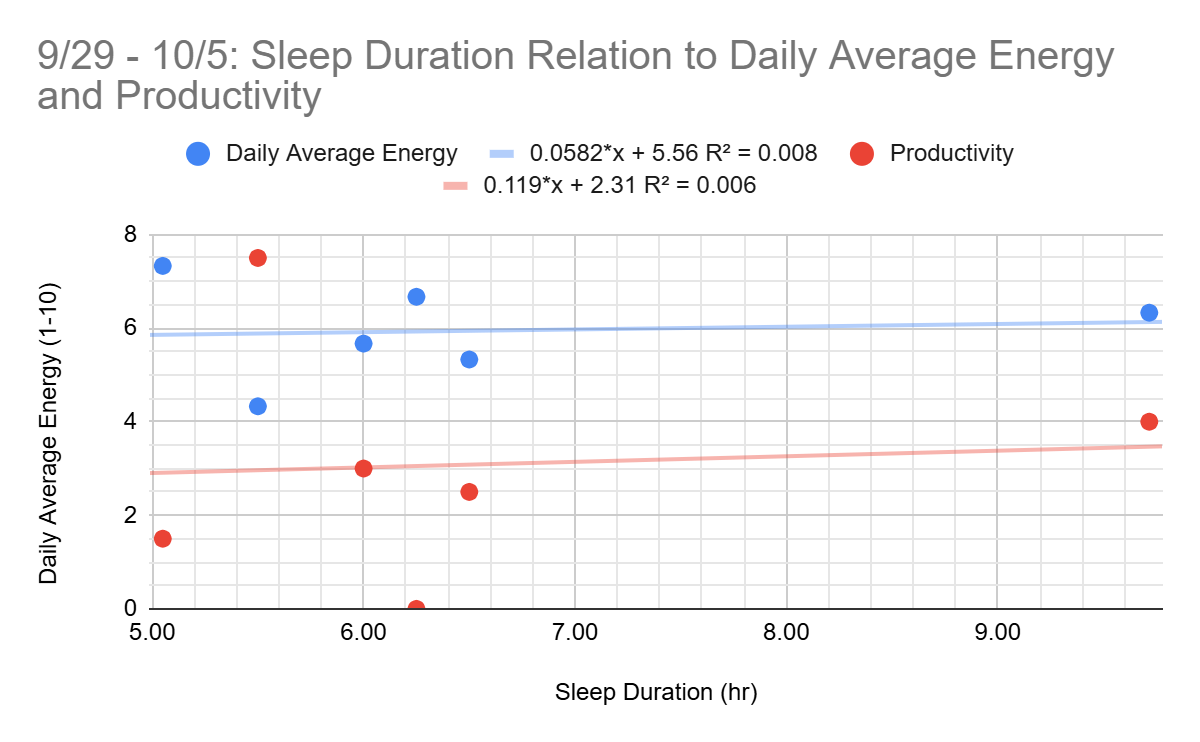 9/29 - 10/5: Sleep Duration Relation to Daily Average Energy
and Productivity
Daily Average Energy 0.0582*x + 5.56 R² = 0.008 Productivity
0.119*x + 2.31 R² = 0.006
Daily Average Energy (1-10)
8
6
4
2
0
5.00 6.00 7.00 8.00 9.00
Sleep Duration (hr)